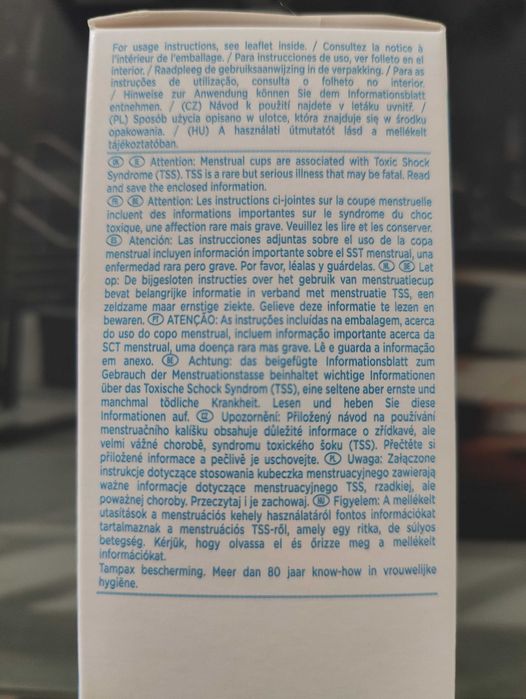 For usage instructions, see leaflet inside. / Consultez la notice à
l'intérieur de l'emballage. / Para instrucciones de uso, ver folleto en el
interior. / Raadpleeg de gebruiksaanwijzing in de verpakking. / Para as
instruções de utilização, consulta o folheto no interior.
/ Hinweise zur Anwendung können Sie dem Informationsblatt
entnehmen. / (CZ) Návod k použití najdete v letáku uvnitř. /
(PL) Sposób użycia opisano w ulotce, która znajduje się w środku
opakowania. / (HU) A használati útmutatót lásd a mellékelt
tájékoztatóban.
Attention: Menstrual cups are associated with Toxic Shock
Syndrome (TSS). TSS is a rare but serious illness that may be fatal. Read
and save the enclosed information.
FR BE Attention: Les instructions ci-jointes sur la coupe menstruelle
incluent des informations importantes sur le syndrome du choc
toxique, une affection rare mais grave. Veuillez les lire et les conserver.
ES Atención: Las instrucciones adjuntas sobre el uso de la copa
menstrual incluyen información importante sobre el SST menstrual, una
enfermedad rara pero grave. Por favor, léalas y guárdelas. NL BE Let
op: De bijgesloten instructies over het gebruik van menstruatiecup
bevat belangrijke informatie in verband met menstruatie TSS, een
zeldzame maar ernstige ziekte. Gelieve deze informatie te lezen en
bewaren. PT ATENÇÃO: As instruções incluídas na embalagem, acerca
do uso do copo menstrual, incluem informação importante acerca da
SCT menstrual, uma doença rara mas grave. Lê e guarda a informação
em anexo. DE Achtung: das beigefügte Informationsblatt zum
Gebrauch der Menstruationstasse beinhaltet wichtige Informationen
über das Toxische Schock Syndrom (TSS), eine seltene aber ernste und
manchmal tödliche Krankheit. Lesen und heben Sie diese
Informationen auf. CZ Upozornění: Přiložený návod na používání
menstruačního kalíšku obsahuje důležité informace o zřídkavé, ale
velmi vážné chorobě, syndromu toxického šoku (TSS). Přečtěte si
přiložené informace a pečlivě je uschovejte. PL Uwaga: Załączone
instrukcje dotyczące stosowania kubeczka menstruacyjnego zawierają
ważne informacje dotyczące menstruacyjnego TSS, rzadkiej, ale
poważnej choroby. Przeczytaj i je zachowaj. HU Figyelem: A mellékelt
utasítások a menstruációs kehely használatáról fontos információkat
tartalmaznak a menstruációs TSS-ről, amely egy ritka, de súlyos
betegség. Kérjük, hogy olvassa el és őrizze meg a mellékelt
információkat.
Tampax bescherming. Meer dan 80 jaar know-how in vrouwelijke
hygiëne.